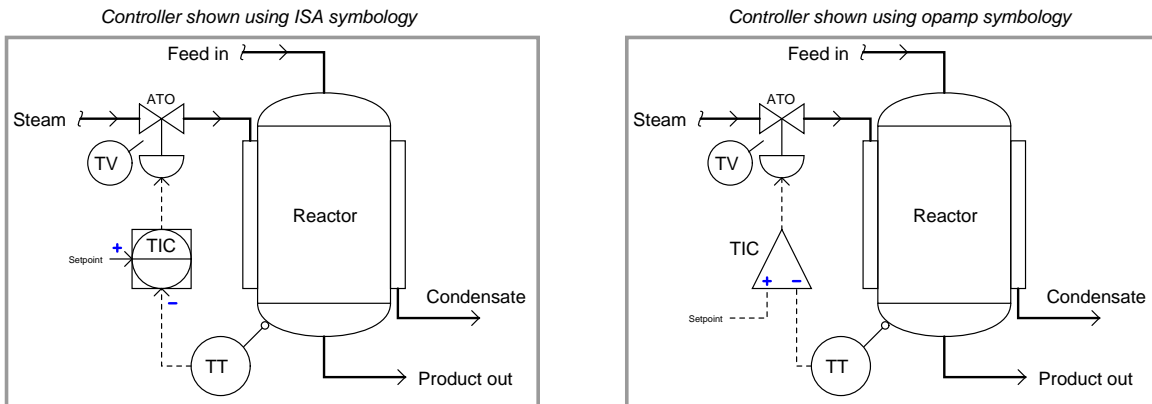 Controller shown using ISA symbology
Feed in
ATO
Steam
TV
Reactor
TIC
+
Setpoint
−
Condensate
TT
Product out
Controller shown using opamp symbology
Feed in
ATO
Steam
TV
Reactor
TIC
+ −
Setpoint
Condensate
TT
Product out